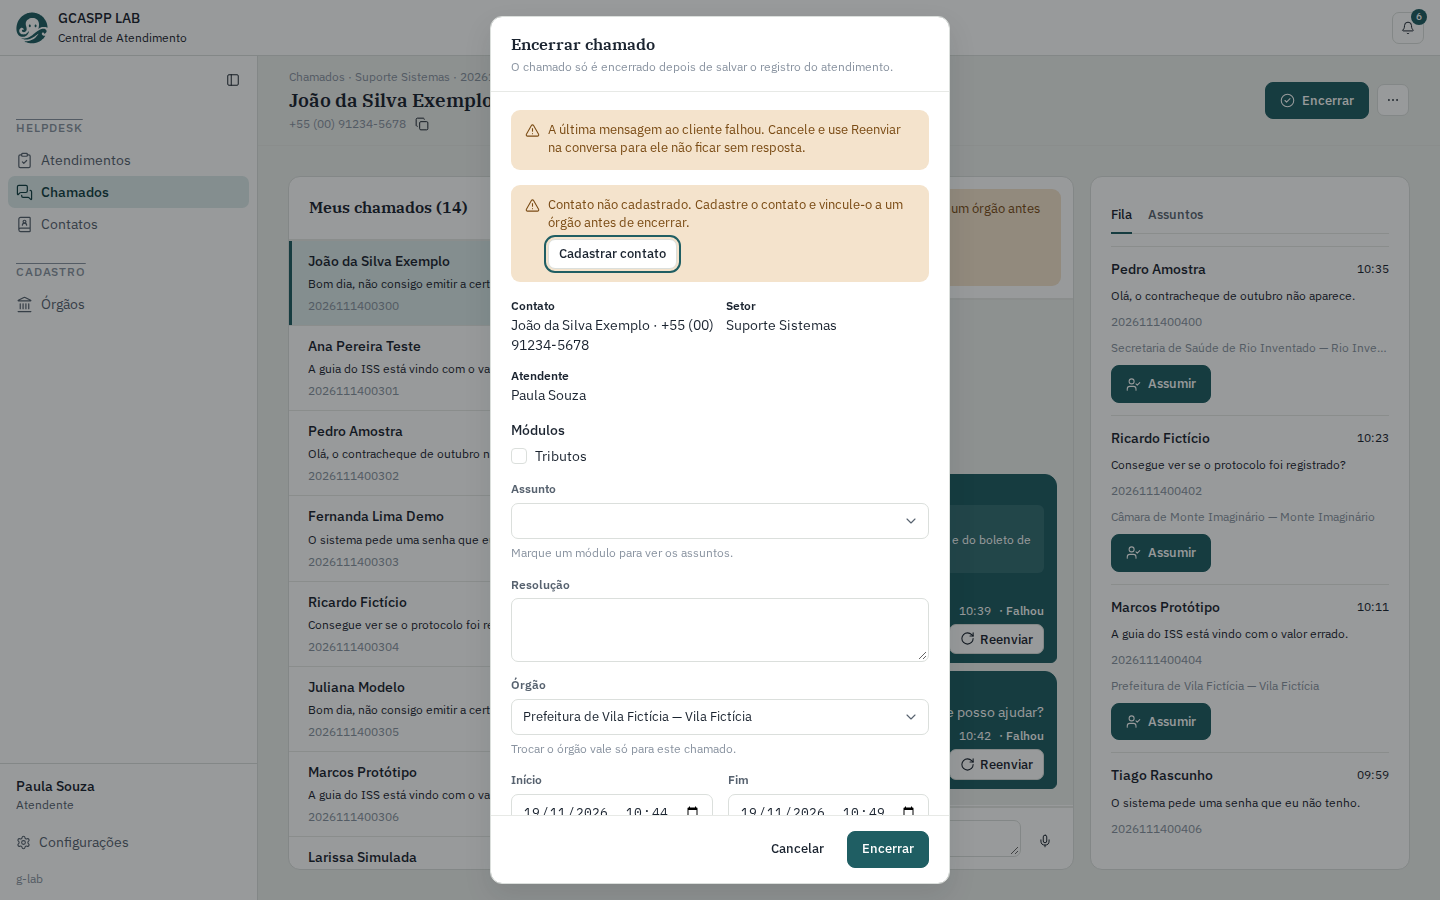 GCASPP LAB
Central de Atendimento
6
HELPDESK
Atendimentos
Chamados
Contatos
CADASTRO
Órgãos
Paula Souza
Atendente
Configurações
g-lab
Chamados · Suporte Sistemas · 2026
João da Silva Exemplo
+55 (00) 91234-5678
Encerrar
Meus chamados (14)
João da Silva Exemplo
Bom dia, não consigo emitir a cert
2026111400300
Ana Pereira Teste
A guia do ISS está vindo com o va
2026111400301
Pedro Amostra
Olá, o contracheque de outubro n
2026111400302
Fernanda Lima Demo
O sistema pede uma senha que e
2026111400303
Ricardo Fictício
Consegue ver se o protocolo foi re
2026111400304
Juliana Modelo
Bom dia, não consigo emitir a cert
2026111400305
Marcos Protótipo
A guia do ISS está vindo com o va
2026111400306
Larissa Simulada
Encerrar chamado
O chamado só é encerrado depois de salvar o registro do atendimento.
A última mensagem ao cliente falhou. Cancele e use Reenviar
na conversa para ele não ficar sem resposta.
Contato não cadastrado. Cadastre o contato e vincule-o a um
órgão antes de encerrar.
Cadastrar contato
Contato
João da Silva Exemplo · +55 (00)
91234-5678
Setor
Suporte Sistemas
Atendente
Paula Souza
Módulos
Tributos
Assunto
Marque um módulo para ver os assuntos.
Resolução
Órgão
Prefeitura de Vila Fictícia — Vila Fictícia
Trocar o órgão vale só para este chamado.
Início
19/11/2026 10:44
Fim
19/11/2026 10:49
Cancelar
Encerrar
um órgão antes
e do boleto de
10:39 · Falhou
Reenviar
posso ajudar?
10:42 · Falhou
Reenviar
Fila
Assuntos
Pedro Amostra 10:35
Olá, o contracheque de outubro não aparece.
2026111400400
Secretaria de Saúde de Rio Inventado — Rio Inve...
Assumir
Ricardo Fictício 10:23
Consegue ver se o protocolo foi registrado?
2026111400402
Câmara de Monte Imaginário — Monte Imaginário
Assumir
Marcos Protótipo 10:11
A guia do ISS está vindo com o valor errado.
2026111400404
Prefeitura de Vila Fictícia — Vila Fictícia
Assumir
Tiago Rascunho 09:59
O sistema pede uma senha que eu não tenho.
2026111400406